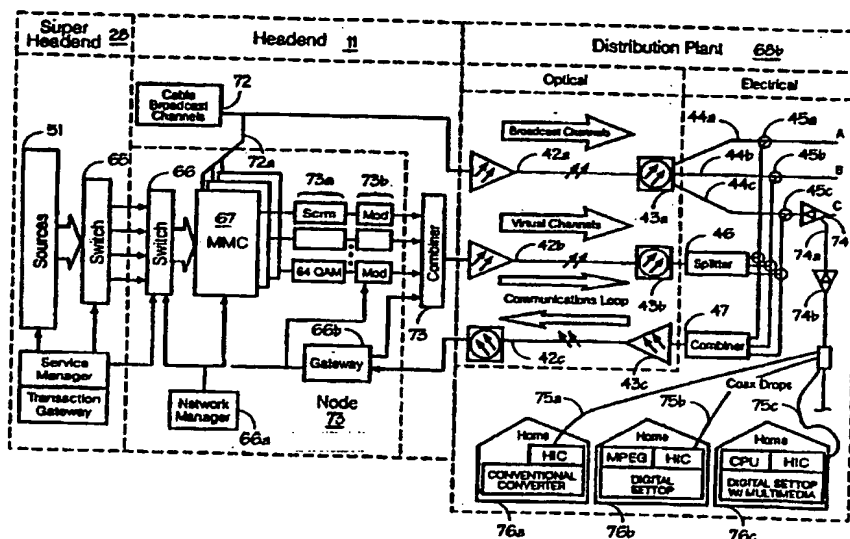 Super Headend 28
Headend 11
Distribution Plant 68b
Optical
Electrical
72
Cable Broadcast Channels
72a
Broadcast Channels
42a
43a
44a
44b
44c
45a
45b
45c
A
B
C
51
Sources
65
Switch
66
Switch
67
MMC
73a
73b
Scrm
Mod
64 QAM
Mod
Combiner
73
Virtual Channels
42b
43b
46
Splitter
74
74a
74b
Communications Loop
47
Combiner
42c
43c
66b
Gateway
Service Manager
Transaction Gateway
Network Manager
66a
Node 73
Coax Drops
75a
75b
75c
Home
HIC
CONVENTIONAL CONVERTER
76a
Home
MPEG HIC
DIGITAL SETTOP
76b
Home
CPU HIC
DIGITAL SETTOP W/ MULTIMEDIA
76c